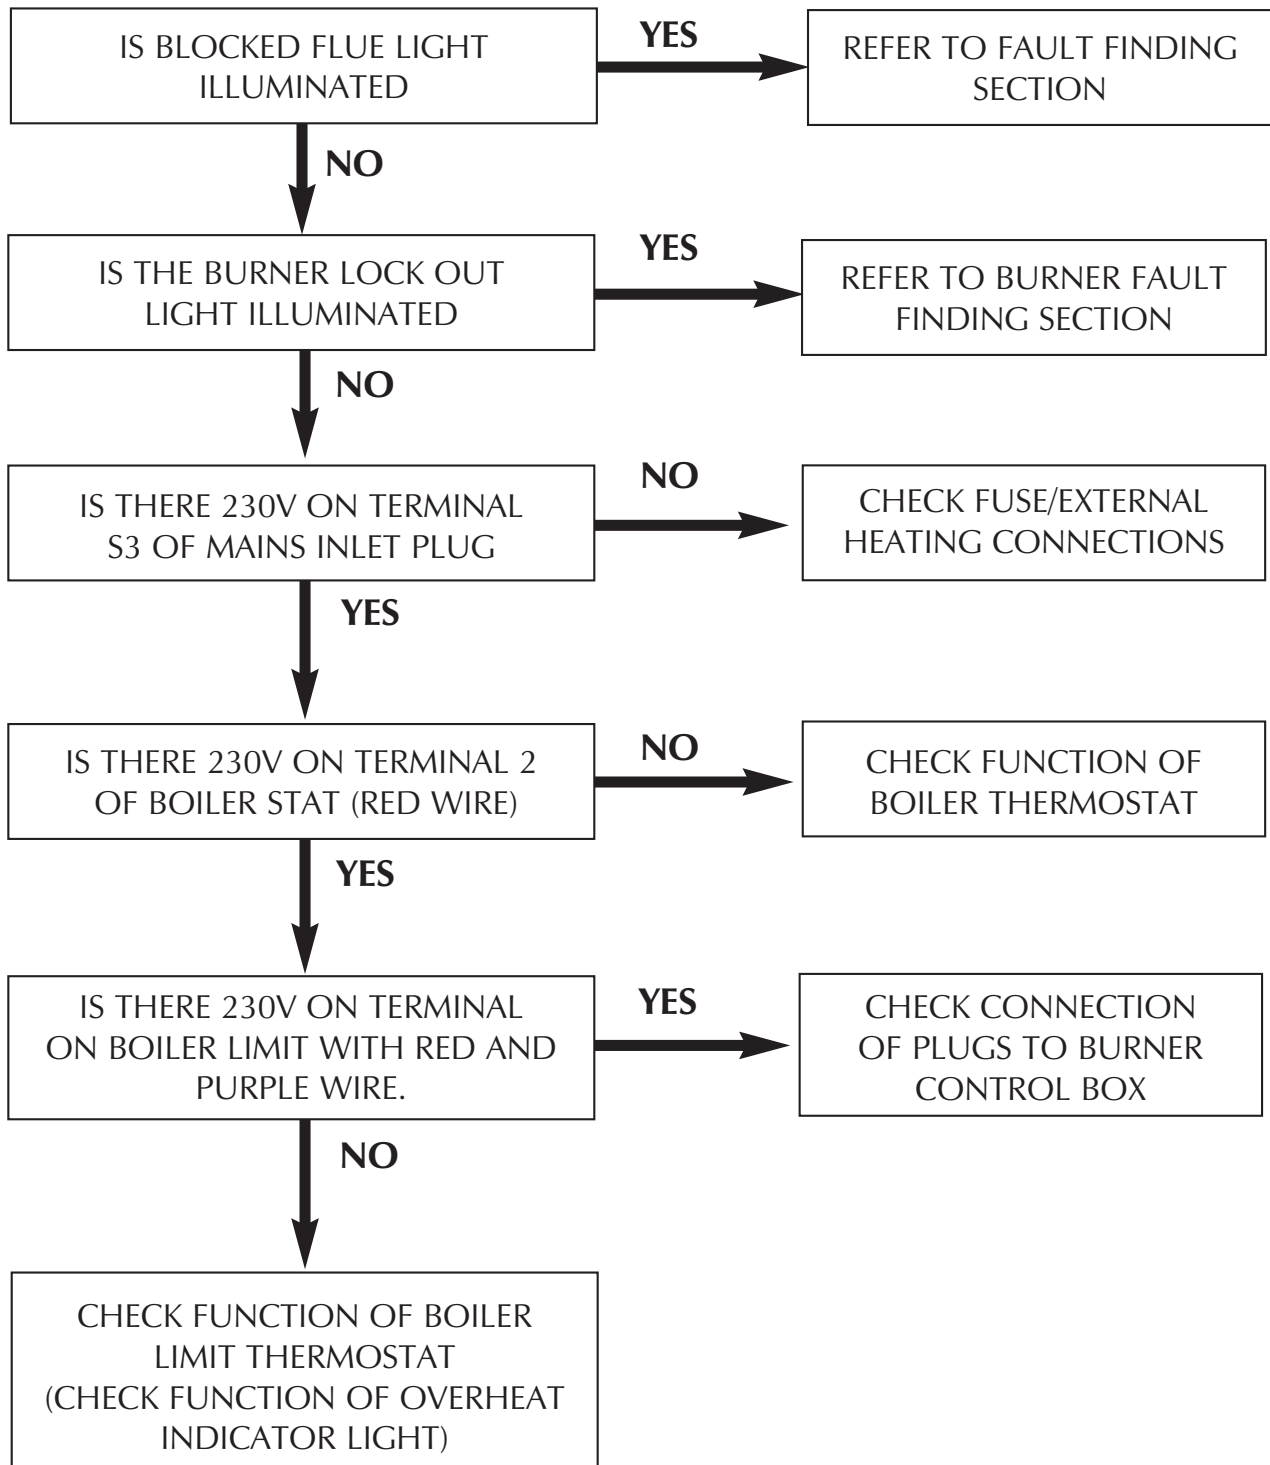 IS BLOCKED FLUE LIGHT
ILLUMINATED
YES
REFER TO FAULT FINDING
SECTION
NO
IS THE BURNER LOCK OUT
LIGHT ILLUMINATED
YES
REFER TO BURNER FAULT
FINDING SECTION
NO
IS THERE 230V ON TERMINAL
S3 OF MAINS INLET PLUG
NO
CHECK FUSE/EXTERNAL
HEATING CONNECTIONS
YES
IS THERE 230V ON TERMINAL 2
OF BOILER STAT (RED WIRE)
NO
CHECK FUNCTION OF
BOILER THERMOSTAT
YES
IS THERE 230V ON TERMINAL
ON BOILER LIMIT WITH RED AND
PURPLE WIRE.
YES
CHECK CONNECTION
OF PLUGS TO BURNER
CONTROL BOX
NO
CHECK FUNCTION OF BOILER
LIMIT THERMOSTAT
(CHECK FUNCTION OF OVERHEAT
INDICATOR LIGHT)